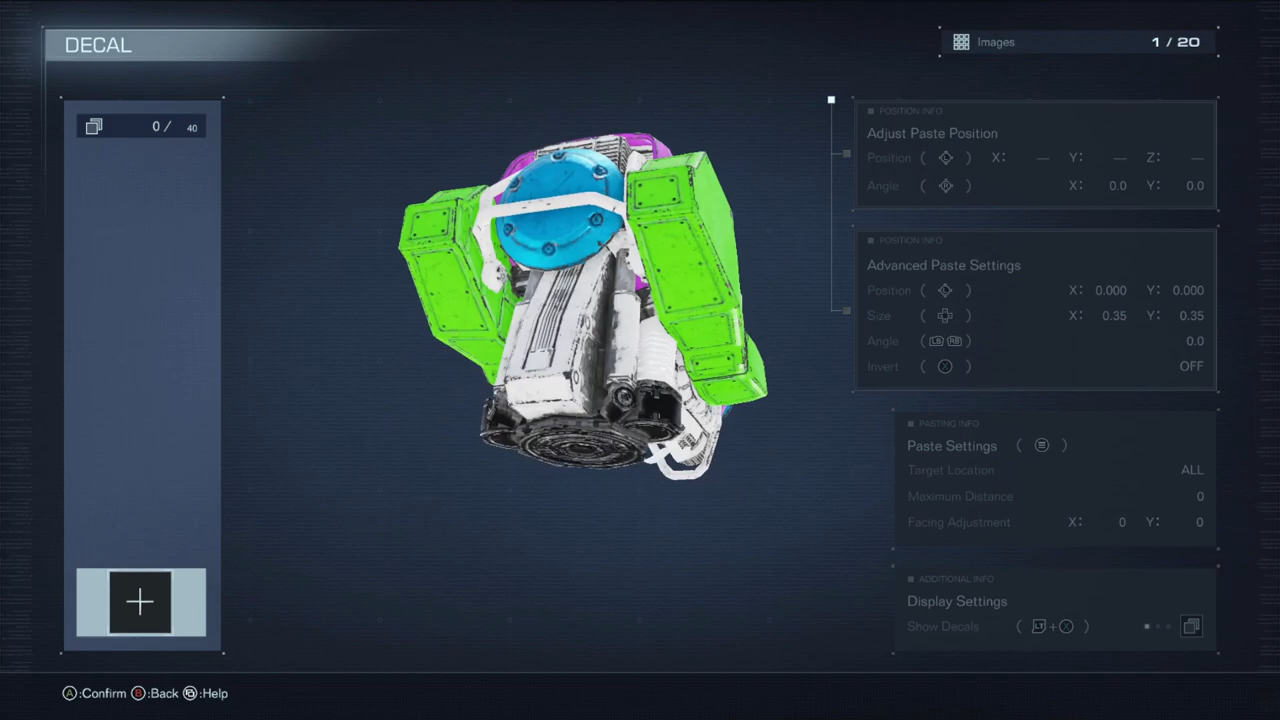 DECAL
Images 1 / 20
0 / 40
POSITION INFO
Adjust Paste Position
Position ( L ) X: — Y: — Z: —
Angle ( R ) X: 0.0 Y: 0.0
POSITION INFO
Advanced Paste Settings
Position ( L ) X: 0.000 Y: 0.000
Size ( ) X: 0.35 Y: 0.35
Angle ( LB RB ) 0.0
Invert ( X ) OFF
PASTING INFO
Paste Settings ( )
Target Location ALL
Maximum Distance 0
Facing Adjustment X: 0 Y: 0
ADDITIONAL INFO
Display Settings
Show Decals ( LT + X )
A :Confirm B :Back :Help